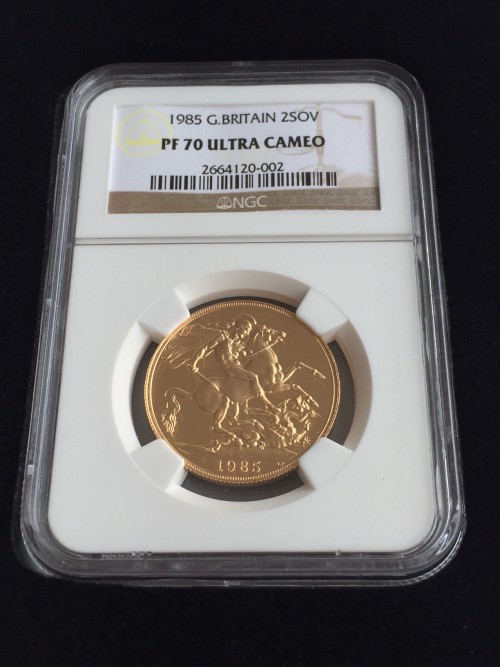 1985 G.BRITAIN 2SOV
PF 70 ULTRA CAMEO
2664120-002
NGC
1985